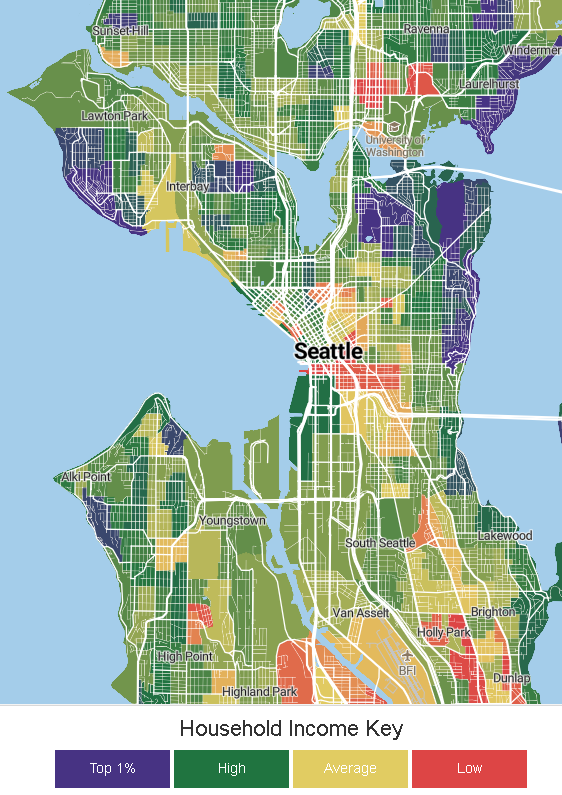 Sunset Hill
Ravenna
Windermer
Laurelhurst
Lawton Park
University of
Washington
Interbay
Seattle
Alki Point
Youngstown
South Seattle
Lakewood
Van Asselt
Brighton
Holly Park
High Point
BFI
Dunlap
Highland Park
Household Income Key
Top 1%
High
Average
Low